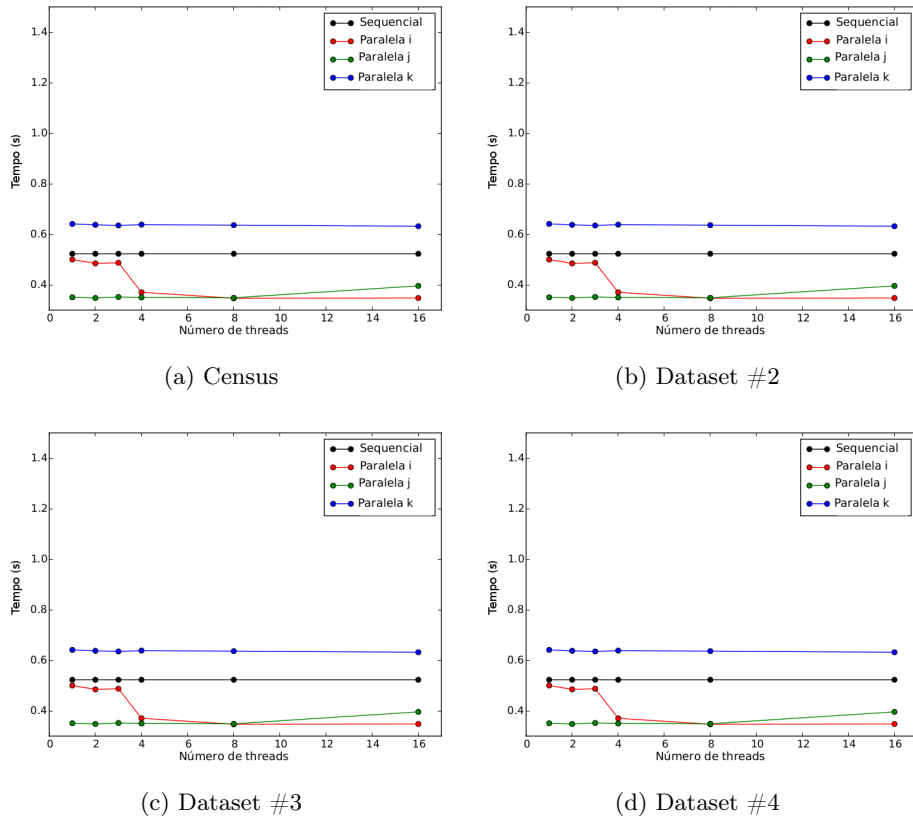 1.4
1.2
1.0
0.8
0.6
0.4
Tempo (s)
0 2 4 6 8 10 12 14 16
Número de threads
Sequencial
Paralela i
Paralela j
Paralela k
(a) Census
1.4
1.2
1.0
0.8
0.6
0.4
Tempo (s)
0 2 4 6 8 10 12 14 16
Número de threads
Sequencial
Paralela i
Paralela j
Paralela k
(b) Dataset #2
1.4
1.2
1.0
0.8
0.6
0.4
Tempo (s)
0 2 4 6 8 10 12 14 16
Número de threads
Sequencial
Paralela i
Paralela j
Paralela k
(c) Dataset #3
1.4
1.2
1.0
0.8
0.6
0.4
Tempo (s)
0 2 4 6 8 10 12 14 16
Número de threads
Sequencial
Paralela i
Paralela j
Paralela k
(d) Dataset #4